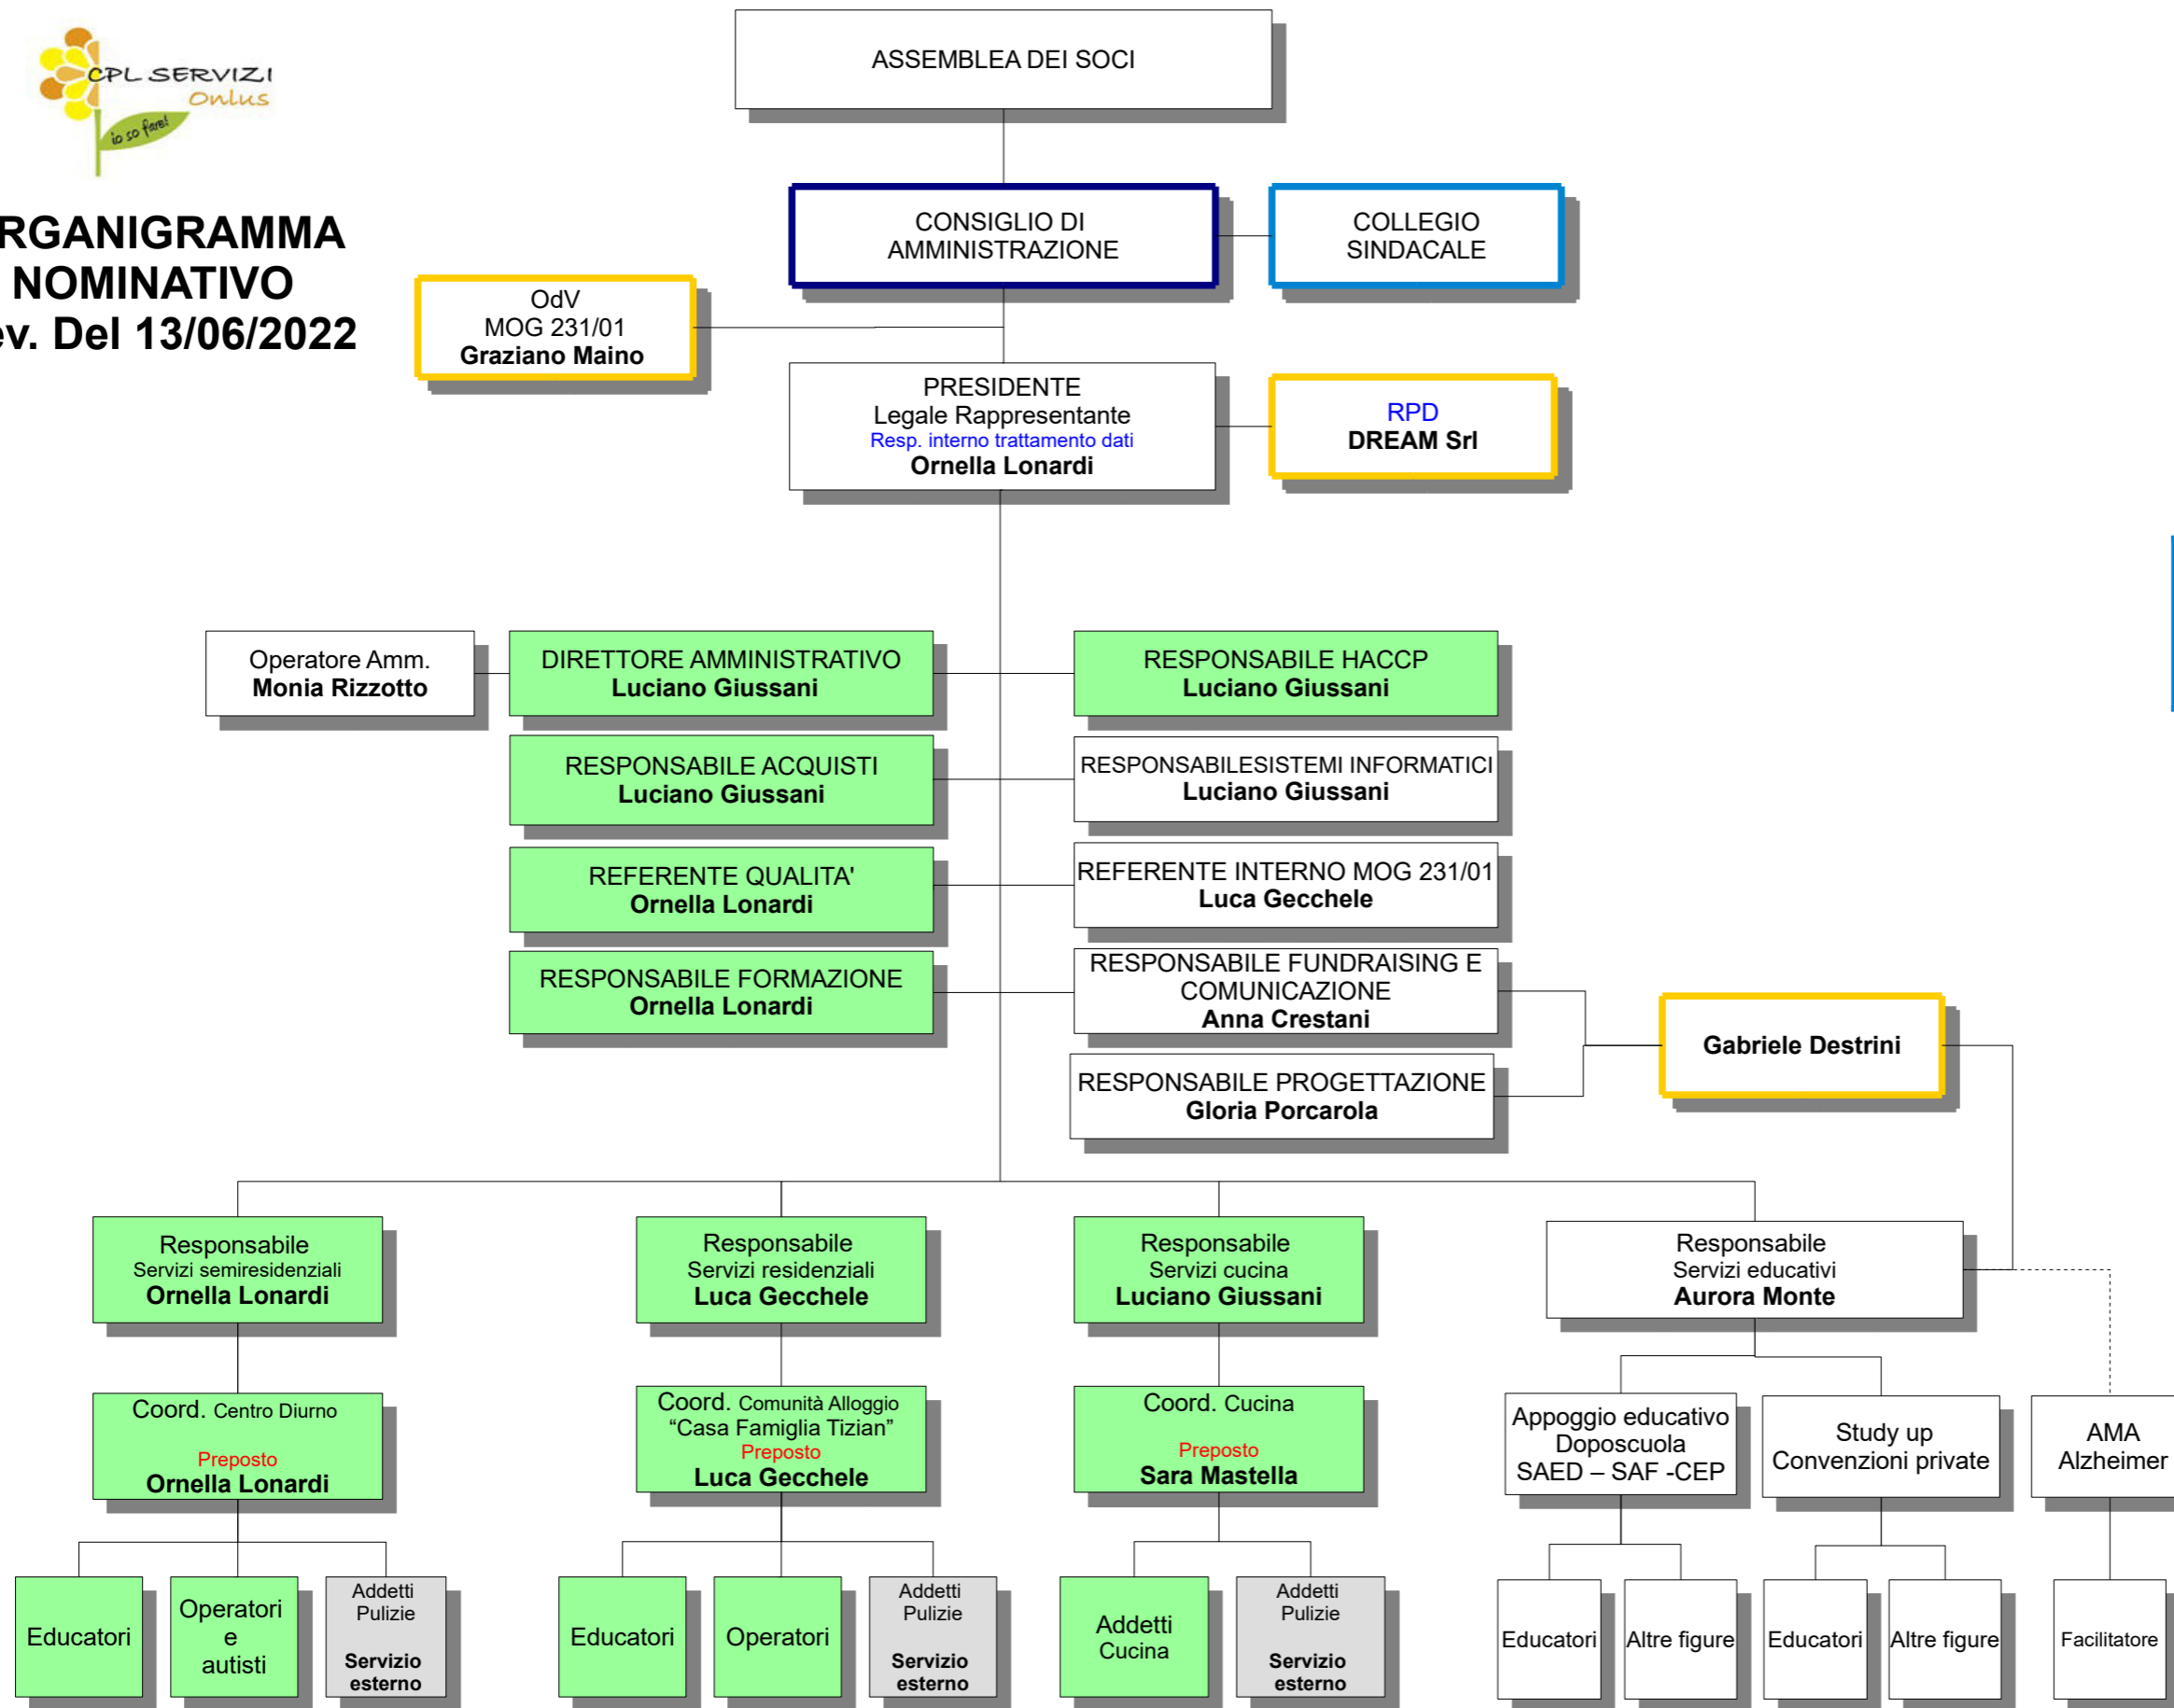 CPL SERVIZI
Onlus
io so fare!
RGANIGRAMMA
NOMINATIVO
ev. Del 13/06/2022
ASSEMBLEA DEI SOCI
CONSIGLIO DI
AMMINISTRAZIONE
COLLEGIO
SINDACALE
OdV
MOG 231/01
Graziano Maino
PRESIDENTE
Legale Rappresentante
Resp. interno trattamento dati
Ornella Lonardi
RPD
DREAM Srl
Operatore Amm.
Monia Rizzotto
DIRETTORE AMMINISTRATIVO
Luciano Giussani
RESPONSABILE HACCP
Luciano Giussani
RESPONSABILE ACQUISTI
Luciano Giussani
RESPONSABILESISTEMI INFORMATICI
Luciano Giussani
REFERENTE QUALITA'
Ornella Lonardi
REFERENTE INTERNO MOG 231/01
Luca Gecchele
RESPONSABILE FORMAZIONE
Ornella Lonardi
RESPONSABILE FUNDRAISING E
COMUNICAZIONE
Anna Crestani
Gabriele Destrini
RESPONSABILE PROGETTAZIONE
Gloria Porcarola
Responsabile
Servizi semiresidenziali
Ornella Lonardi
Responsabile
Servizi residenziali
Luca Gecchele
Responsabile
Servizi cucina
Luciano Giussani
Responsabile
Servizi educativi
Aurora Monte
Coord. Centro Diurno
Preposto
Ornella Lonardi
Coord. Comunità Alloggio
“Casa Famiglia Tizian”
Preposto
Luca Gecchele
Coord. Cucina
Preposto
Sara Mastella
Appoggio educativo
Doposcuola
SAED – SAF -CEP
Study up
Convenzioni private
AMA
Alzheimer
Educatori
Operatori
e
autisti
Addetti
Pulizie
Servizio
esterno
Educatori
Operatori
Addetti
Pulizie
Servizio
esterno
Addetti
Cucina
Addetti
Pulizie
Servizio
esterno
Educatori
Altre figure
Educatori
Altre figure
Facilitatore